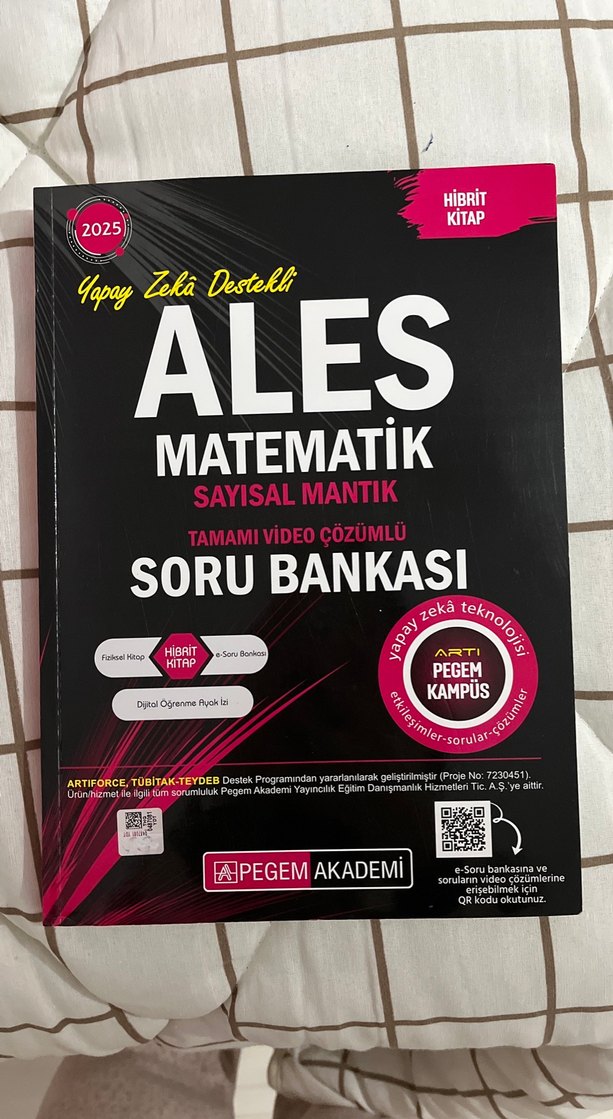 HİBRİT
KİTAP
2025
Yapay Zekâ Destekli
ALES
MATEMATİK
SAYISAL MANTIK
TAMAMI VİDEO ÇÖZÜMLÜ
SORU BANKASI
Fiziksel Kitap
HİBRİT
KİTAP
e-Soru Bankası
Dijital Öğrenme Ayak İzi
yapay zekâ teknolojisi
ARTI
PEGEM
KAMPÜS
etkileşimler-sorular-çözümler
ARTIFORCE, TÜBİTAK-TEYDEB Destek Programından yararlanılarak geliştirilmiştir (Proje No: 7230451).
Ürün/hizmet ile ilgili tüm sorumluluk Pegem Akademi Yayıncılık Eğitim Danışmanlık Hizmetleri Tic. A.Ş.'ye aittir.
PEGEM AKADEMİ
e-Soru bankasına ve
soruların video çözümlerine
erişebilmek için
QR kodu okutunuz.